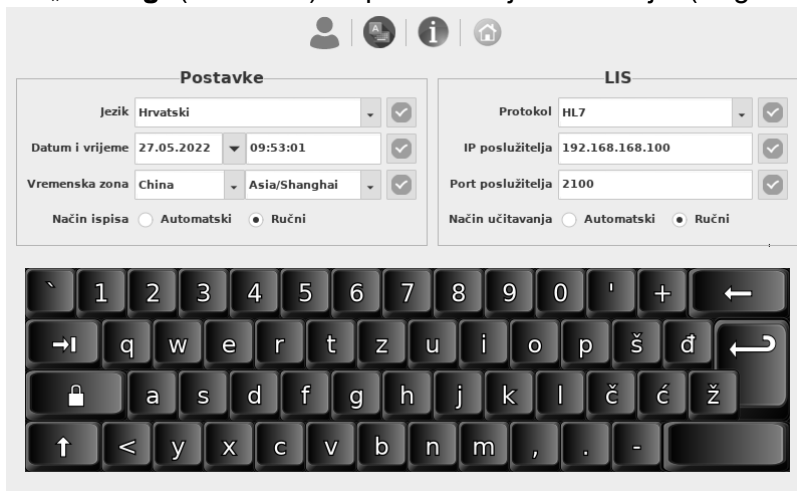 Postavke
Jezik Hrvatski
Datum i vrijeme 27.05.2022 09:53:01
Vremenska zona China Asia/Shanghai
Način ispisa Automatski Ručni
LIS
Protokol HL7
IP poslužitelja 192.168.168.100
Port poslužitelja 2100
Način učitavanja Automatski Ručni
` 1 2 3 4 5 6 7 8 9 0 ' +
q w e r t z u i o p š đ
a s d f g h j k l č ć ž
< y x c v b n m , . -